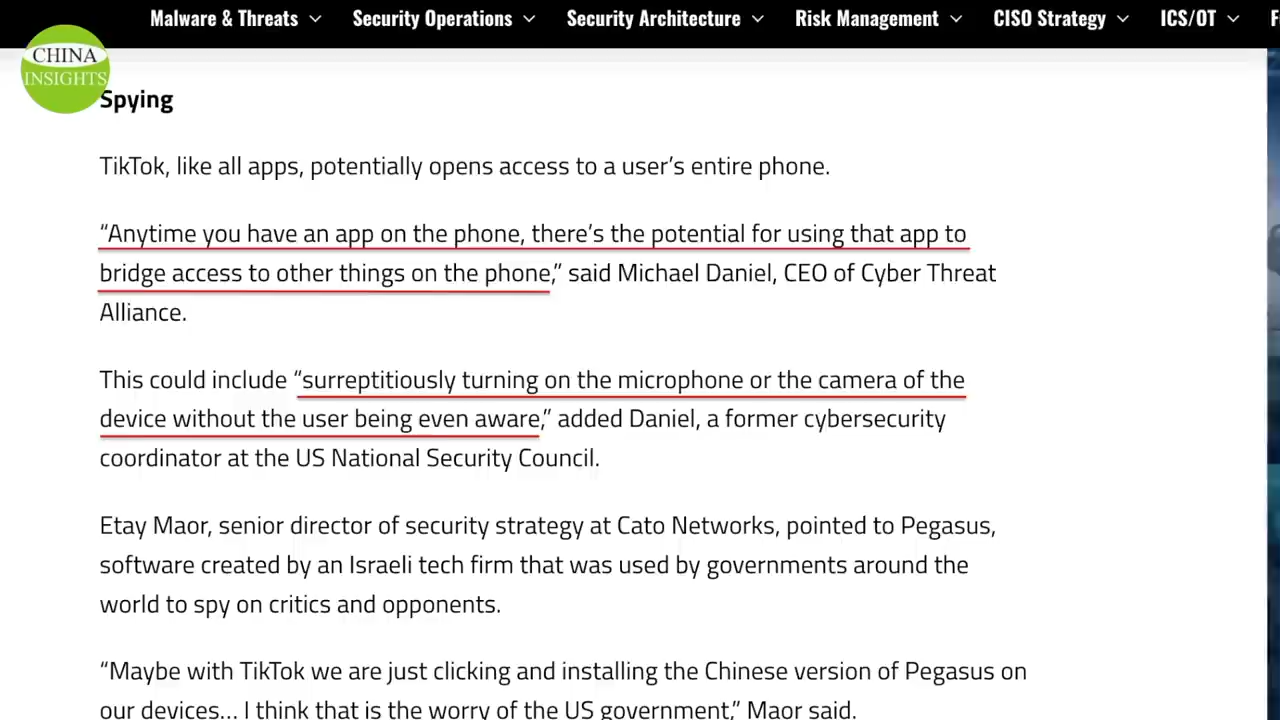 Malware & Threats Security Operations Security Architecture Risk Management CISO Strategy ICS/OT
CHINA
INSIGHTS
Spying
TikTok, like all apps, potentially opens access to a user’s entire phone.
“Anytime you have an app on the phone, there’s the potential for using that app to
bridge access to other things on the phone,” said Michael Daniel, CEO of Cyber Threat
Alliance.
This could include “surreptitiously turning on the microphone or the camera of the
device without the user being even aware,” added Daniel, a former cybersecurity
coordinator at the US National Security Council.
Etay Maor, senior director of security strategy at Cato Networks, pointed to Pegasus,
software created by an Israeli tech firm that was used by governments around the
world to spy on critics and opponents.
“Maybe with TikTok we are just clicking and installing the Chinese version of Pegasus on
our devices... I think that is the worry of the US government,” Maor said.